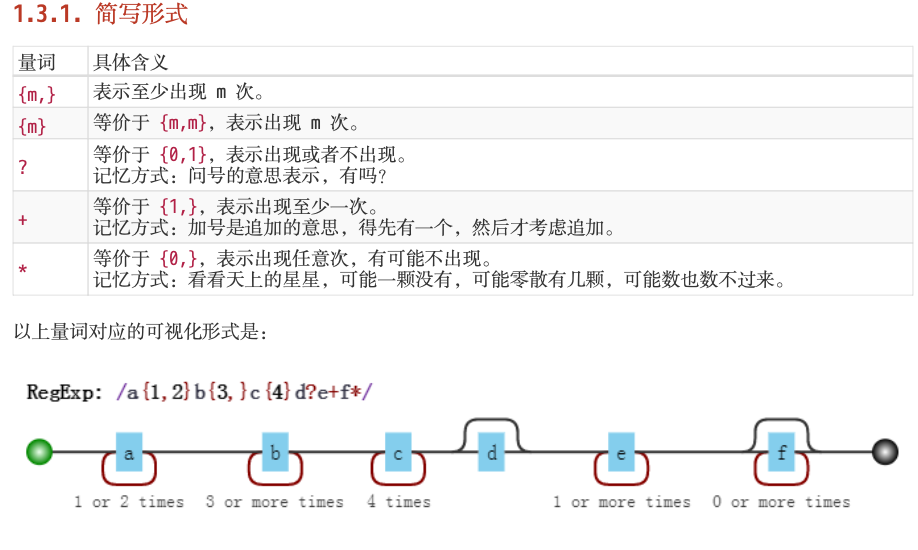 1.3.1. 简写形式
量词 具体含义
{m,} 表示至少出现 m 次。
{m} 等价于 {m,m}，表示出现 m 次。
? 等价于 {0,1}，表示出现或者不出现。
记忆方式：问号的意思表示，有吗？
+ 等价于 {1,}，表示出现至少一次。
记忆方式：加号是追加的意思，得先有一个，然后才考虑追加。
* 等价于 {0,}，表示出现任意次，有可能不出现。
记忆方式：看看天上的星星，可能一颗没有，可能零散有几颗，可能数也数不过来。
以上量词对应的可视化形式是：
RegExp: /a{1,2}b{3,}c{4}d?e+f*/
a b c d e f
1 or 2 times 3 or more times 4 times 1 or more times 0 or more times